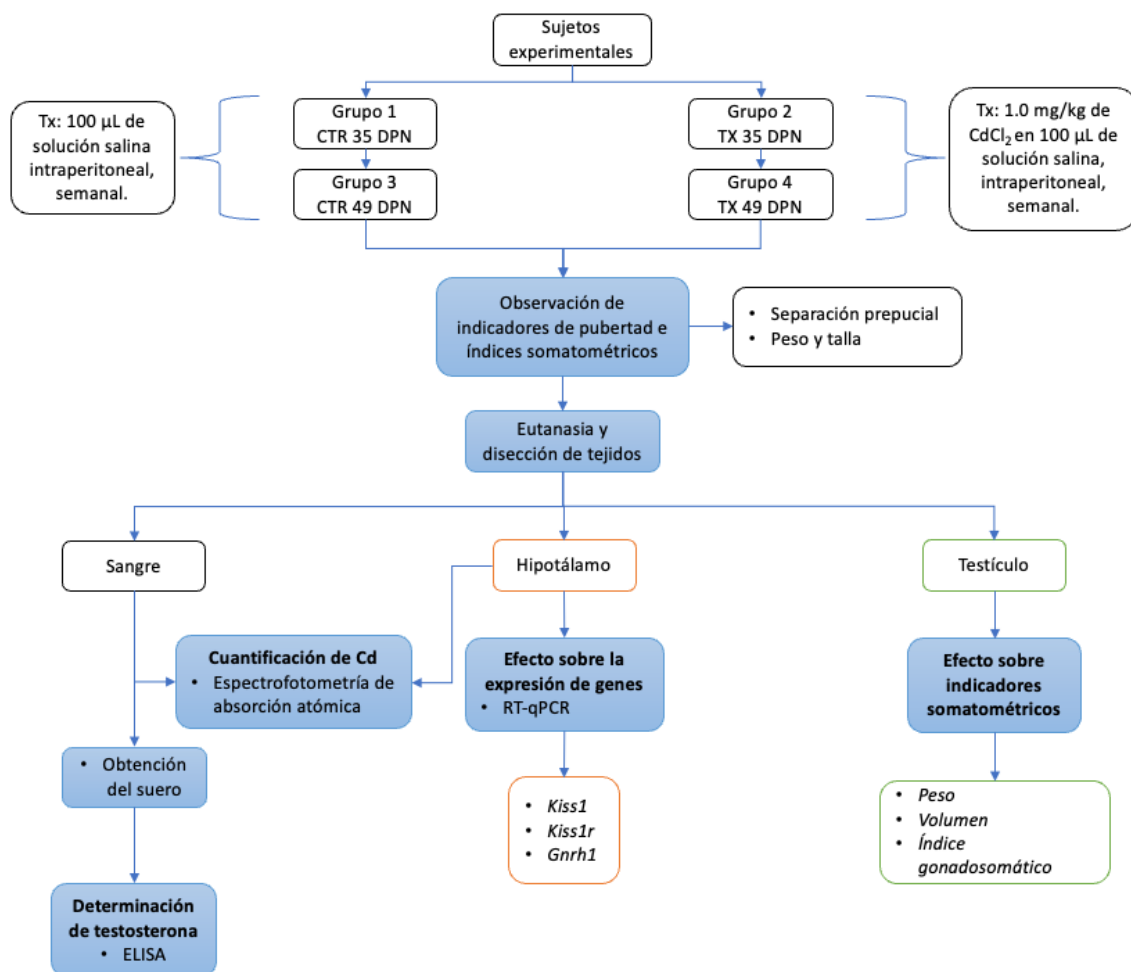 Sujetos
experimentales
Tx: 100 µL de
solución salina
intraperitoneal,
semanal.
Grupo 1
CTR 35 DPN
Grupo 3
CTR 49 DPN
Grupo 2
TX 35 DPN
Grupo 4
TX 49 DPN
Tx: 1.0 mg/kg de
CdCl₂ en 100 µL de
solución salina,
intraperitoneal,
semanal.
Observación de
indicadores de pubertad e
índices somatométricos
• Separación prepucial
• Peso y talla
Eutanasia y
disección de tejidos
Sangre
Hipotálamo
Testículo
Cuantificación de Cd
• Espectrofotometría de
absorción atómica
Efecto sobre la
expresión de genes
• RT-qPCR
Efecto sobre
indicadores
somatométricos
• Obtención
del suero
• Kiss1
• Kiss1r
• Gnrh1
• Peso
• Volumen
• Índice
gonadosomático
Determinación
de testosterona
• ELISA